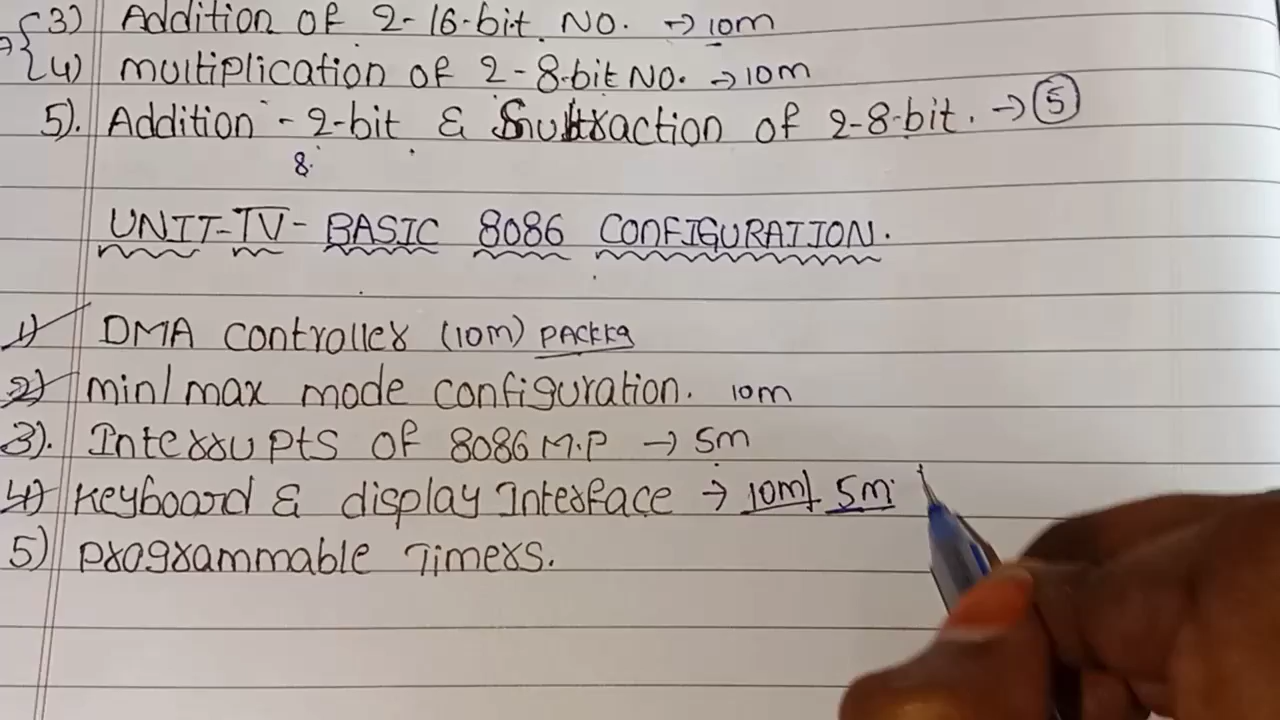 3) Addition of 2-16-bit No. → 10m
4) multiplication of 2-8-bit No. → 10m
5). Addition - 2-bit & Subtraction of 2-8-bit. → 5
8.
UNIT-IV- BASIC 8086 CONFIGURATION.
1) DMA controller (10m) PACKKA
2) min/max mode configuration. 10m
3). Interrupts of 8086 M.P → 5m
4) keyboard & display Interface → 10m/ 5m
5) Programmable Timers.